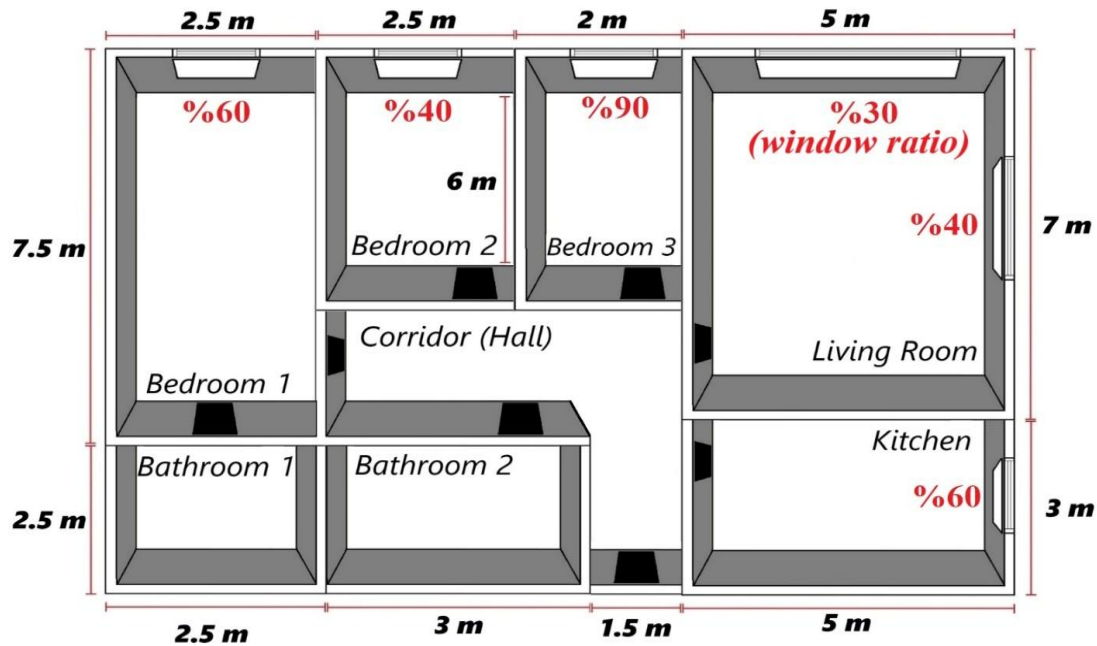 2.5 m 2.5 m 2 m 5 m
%60 %40 %90 %30
(window ratio)
6 m
%40
7.5 m
7 m
Bedroom 2 Bedroom 3
Corridor (Hall)
Living Room
Bedroom 1
Kitchen
Bathroom 1 Bathroom 2
%60
2.5 m
3 m
2.5 m 3 m 1.5 m 5 m